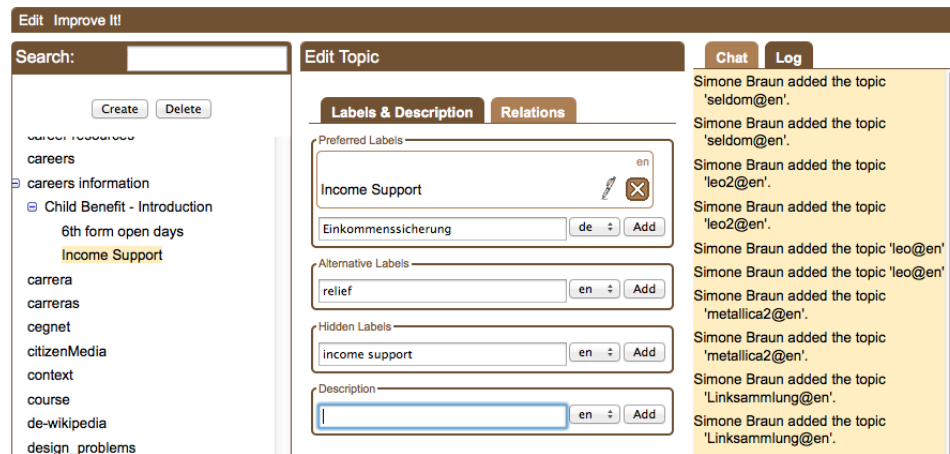 Edit Improve It!
Search:
Create Delete
career resources
careers
careers information
Child Benefit - Introduction
6th form open days
Income Support
carrera
carreras
cegnet
citizenMedia
context
course
de-wikipedia
design_problems
Edit Topic
Labels & Description Relations
Preferred Labels
en
Income Support
Einkommenssicherung de Add
Alternative Labels
relief en Add
Hidden Labels
income support en Add
Description
en Add
Chat Log
Simone Braun added the topic
'seldom@en'.
Simone Braun added the topic
'seldom@en'.
Simone Braun added the topic
'leo2@en'.
Simone Braun added the topic
'leo2@en'.
Simone Braun added the topic 'leo@en'
Simone Braun added the topic 'leo@en'
Simone Braun added the topic
'metallica2@en'.
Simone Braun added the topic
'metallica2@en'.
Simone Braun added the topic
'Linksammlung@en'.
Simone Braun added the topic
'Linksammlung@en'.